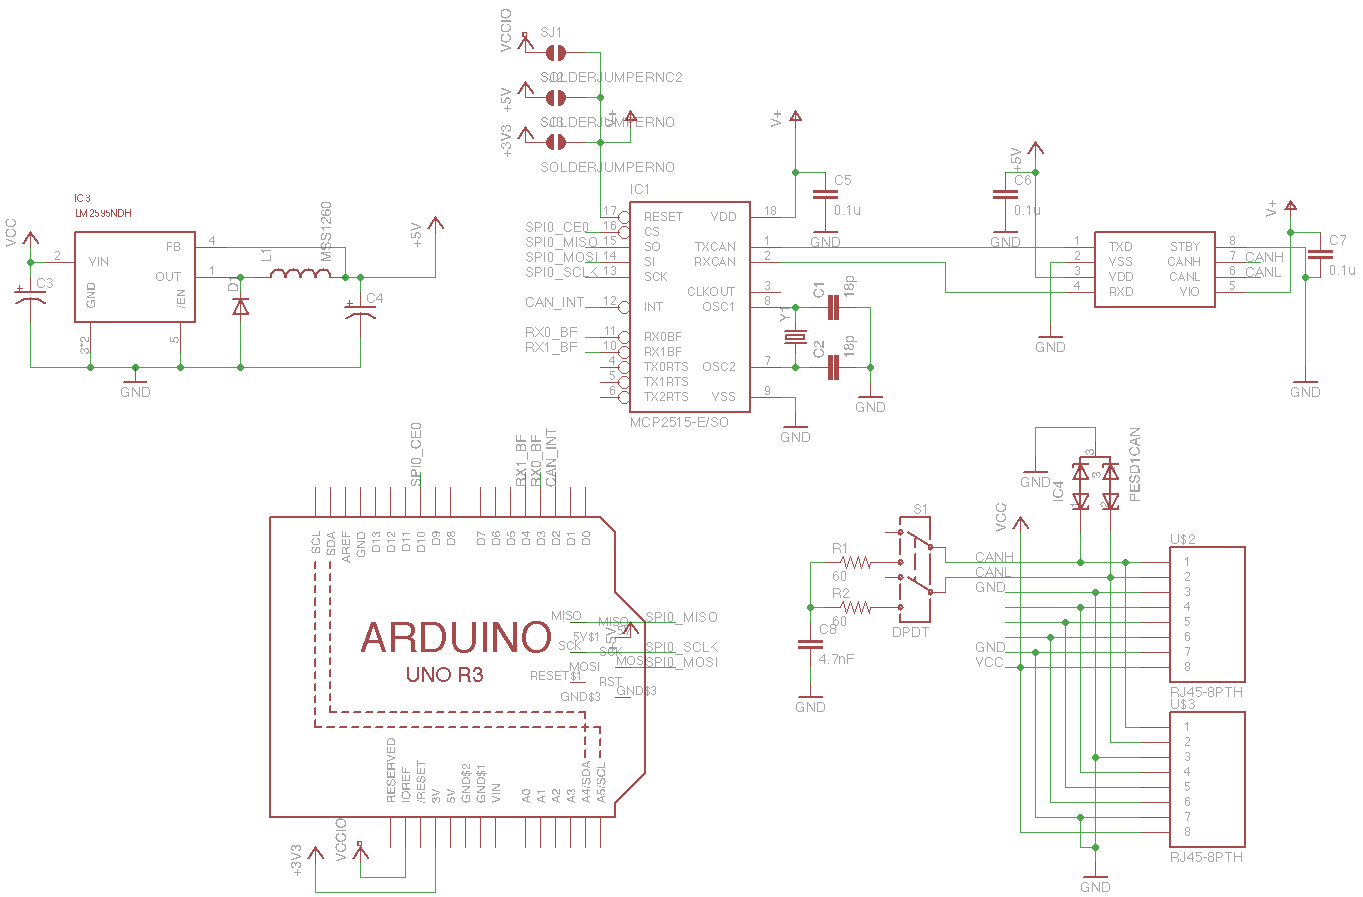 VCCIO
SJ1
SOLDERJUMPERNC2
+5V
SJ2
SOLDERJUMPERNO
+3V3
SJ3
SOLDERJUMPERNO
V+
V+
C5
0.1u
GND
+5V
C6
0.1u
GND
V+
C7
0.1u
GND
IC3
LM2595NDH
VCC
2
VIN
FB
4
OUT
1
GND
/EN
3*2
5
C3
D1
L1
MSS1260
+5V
C4
GND
IC1
17
RESET
VDD
18
SPI0_CE0
16
CS
SPI0_MISO
15
SO
TXCAN
1
SPI0_MOSI
14
SI
RXCAN
2
SPI0_SCLK
13
SCK
CLKOUT
3
CAN_INT
12
INT
OSC1
8
RX0_BF
11
RX0BF
RX1_BF
10
RX1BF
4
TX0RTS
OSC2
7
5
TX1RTS
6
TX2RTS
VSS
9
MCP2515-E/SO
GND
Y1
C1
18p
C2
18p
GND
1
TXD
STBY
8
2
VSS
CANH
7
CANH
3
VDD
CANL
6
CANL
4
RXD
VIO
5
GND
SPI0_CE0
RX1_BF
RX0_BF
CAN_INT
SCL
SDA
AREF
GND
D13
D12
D11
D10
D9
D8
D7
D6
D5
D4
D3
D2
D1
D0
ARDUINO
UNO R3
MISO
MISO
SPI0_MISO
5V$1
+5V
SCK
SCK
SPI0_SCLK
MOSI
MOSI
SPI0_MOSI
RESET$1
RST
GND$3
GND$3
RESERVED
IOREF
/RESET
3V
5V
GND$2
GND$1
VIN
A0
A1
A2
A3
A4/SDA
A5/SCL
+3V3
VCCIO
GND
3
3
IC4
1
2
PESD1CAN
S1
DPDT
R1
60
R2
60
C8
4.7nF
GND
VCC
CANH
CANL
GND
GND
VCC
U$2
1
2
3
4
5
6
7
8
RJ45-8PTH
U$3
1
2
3
4
5
6
7
8
RJ45-8PTH
GND